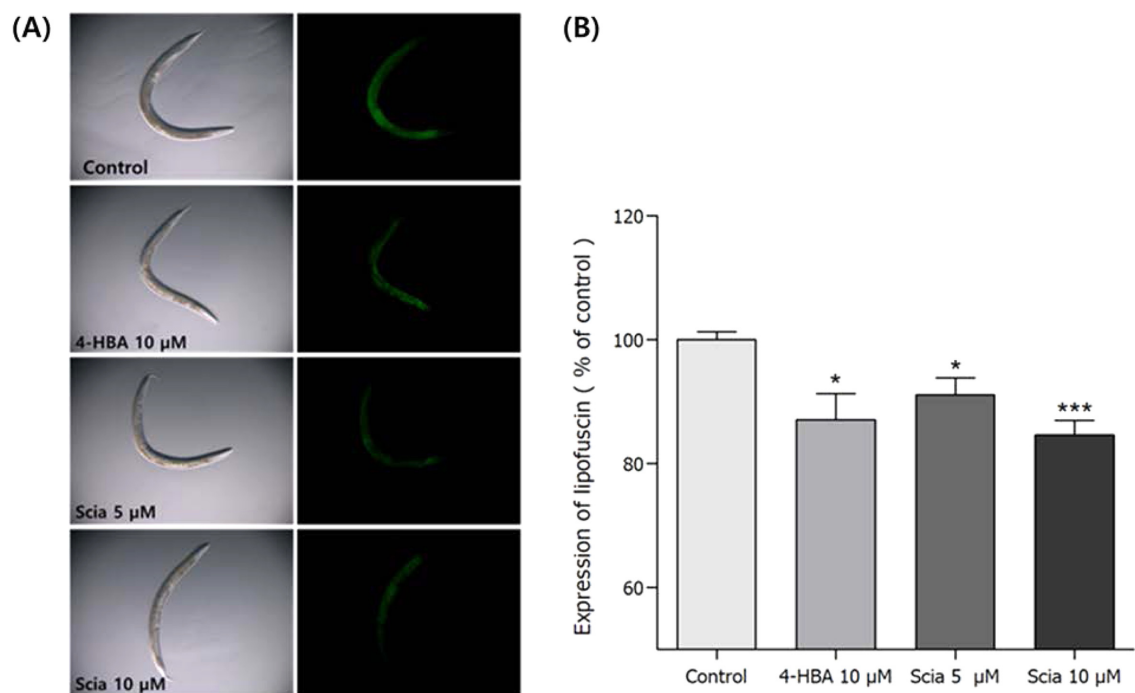 (A)
Control
4-HBA 10 μM
Scia 5 μM
Scia 10 μM
(B)
Expression of lipofuscin ( % of control )
120
100
80
60
*
*
***
Control
4-HBA 10 μM
Scia 5 μM
Scia 10 μM